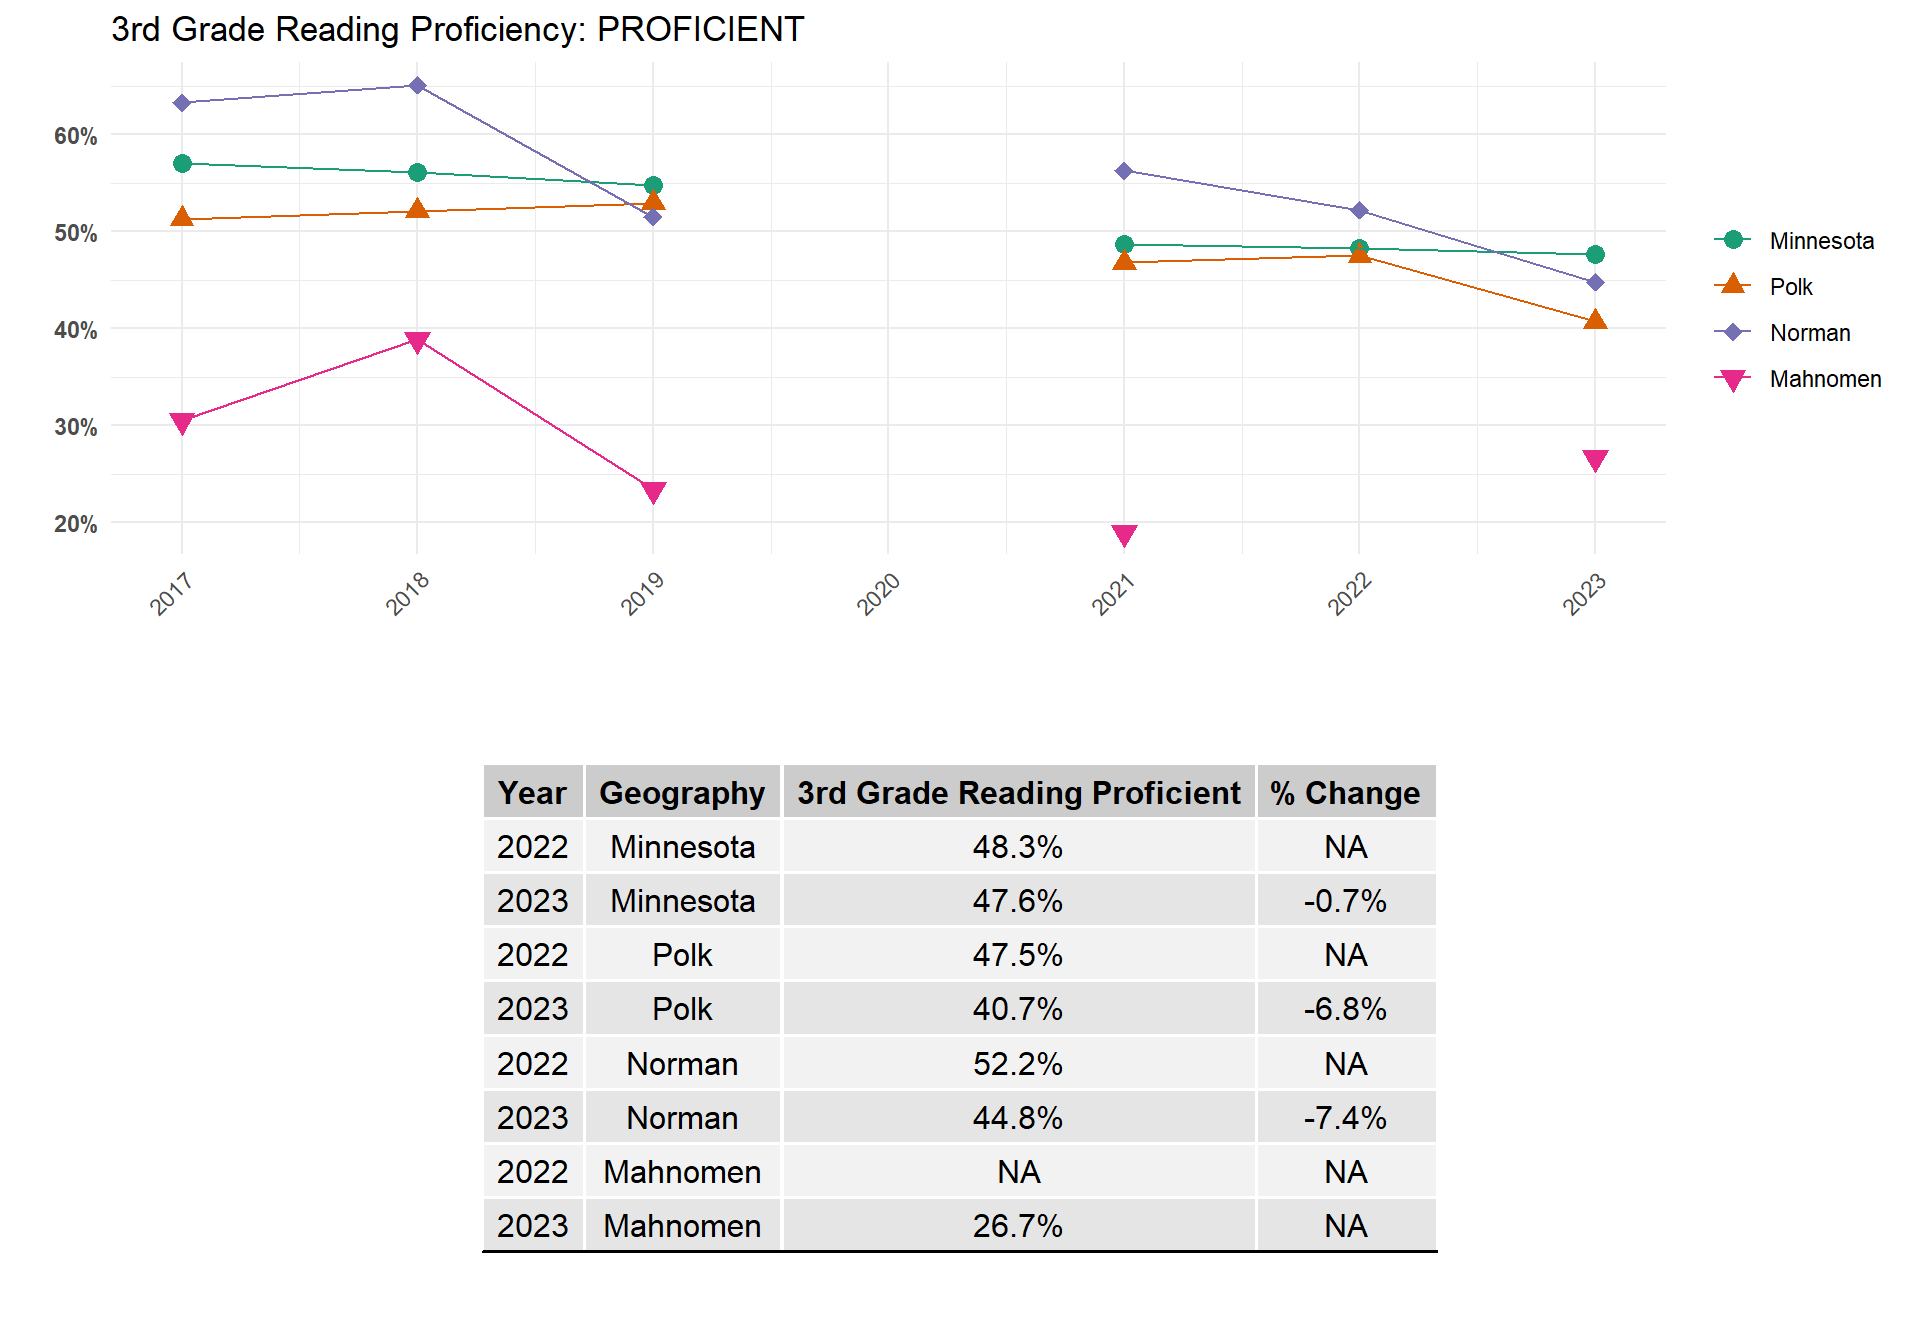 3rd Grade Reading Proficiency: PROFICIENT
60%
50%
40%
30%
20%
2017
2018
2019
2020
2021
2022
2023
Minnesota
Polk
Norman
Mahnomen
Year Geography 3rd Grade Reading Proficient % Change
2022 Minnesota 48.3% NA
2023 Minnesota 47.6% -0.7%
2022 Polk 47.5% NA
2023 Polk 40.7% -6.8%
2022 Norman 52.2% NA
2023 Norman 44.8% -7.4%
2022 Mahnomen NA NA
2023 Mahnomen 26.7% NA